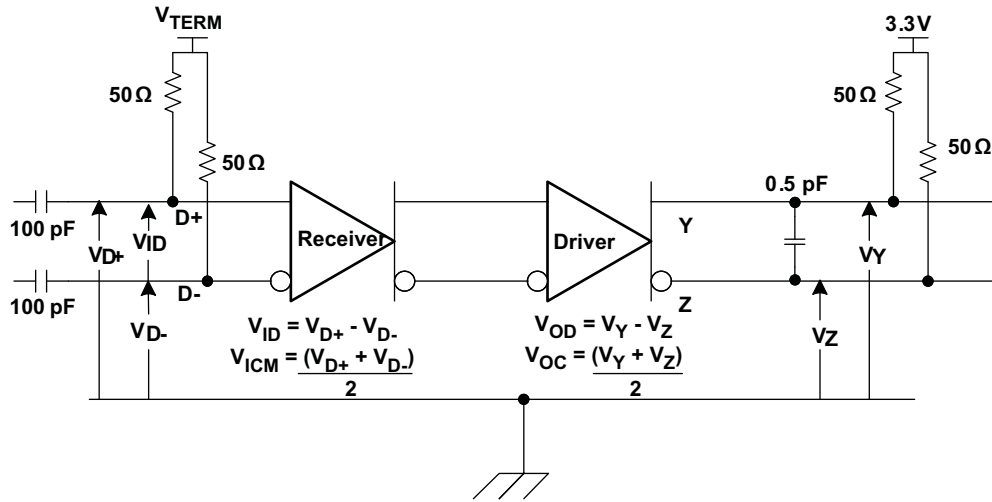 VTERM
3.3V
50Ω
50Ω
50Ω
50Ω
0.5 pF
D+
Y
100 pF
VD+
VID
Receiver
Driver
VY
D-
Z
100 pF
VD-
VZ
VID = VD+ - VD-
VICM = (VD+ + VD-)
2
VOD = VY - VZ
VOC = (VY + VZ)
2